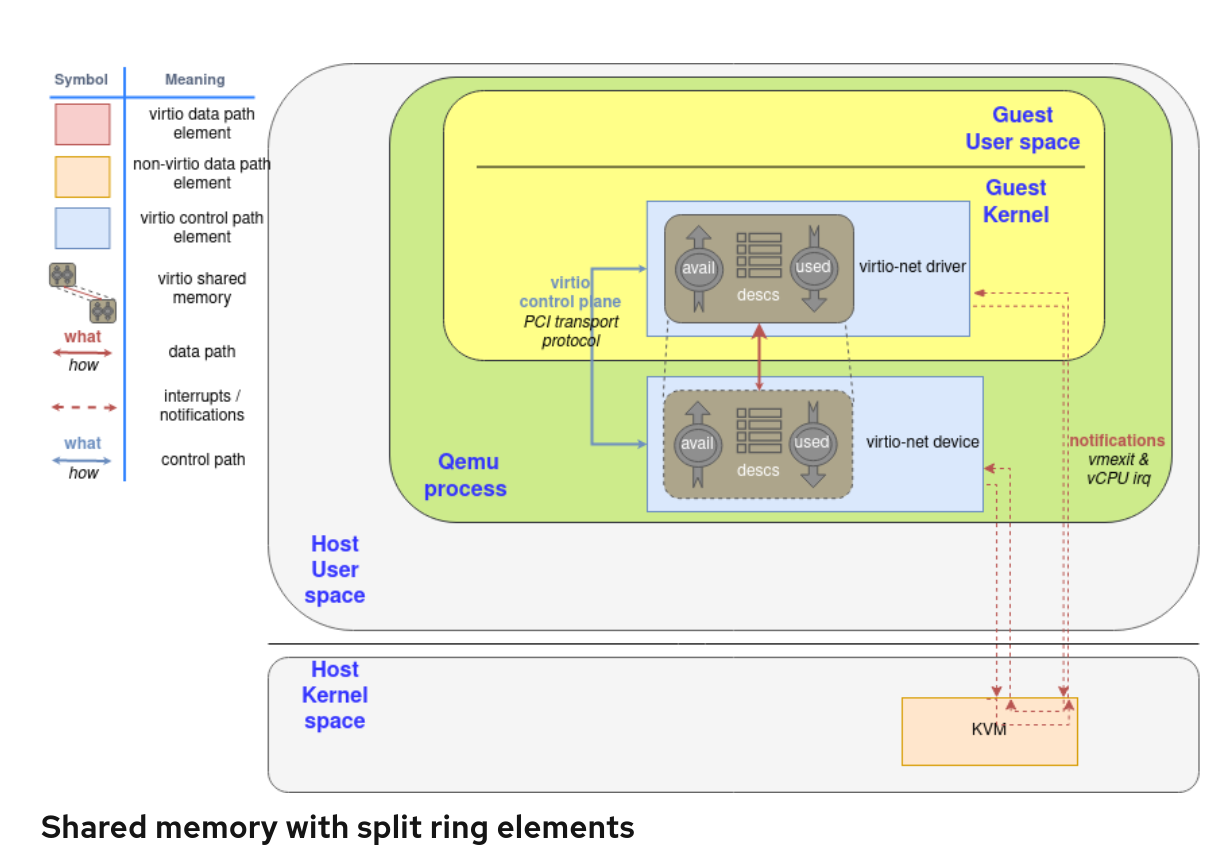 Symbol
Meaning
virtio data path
element
non-virtio data path
element
virtio control path
element
virtio shared
memory
what
how
data path
interrupts /
notifications
what
how
control path
Guest
User space
Guest
Kernel
avail
used
descs
virtio-net driver
virtio
control plane
PCI transport
protocol
avail
used
descs
virtio-net device
notifications
vmexit &
vCPU irq
Qemu
process
Host
User
space
Host
Kernel
space
KVM
Shared memory with split ring elements